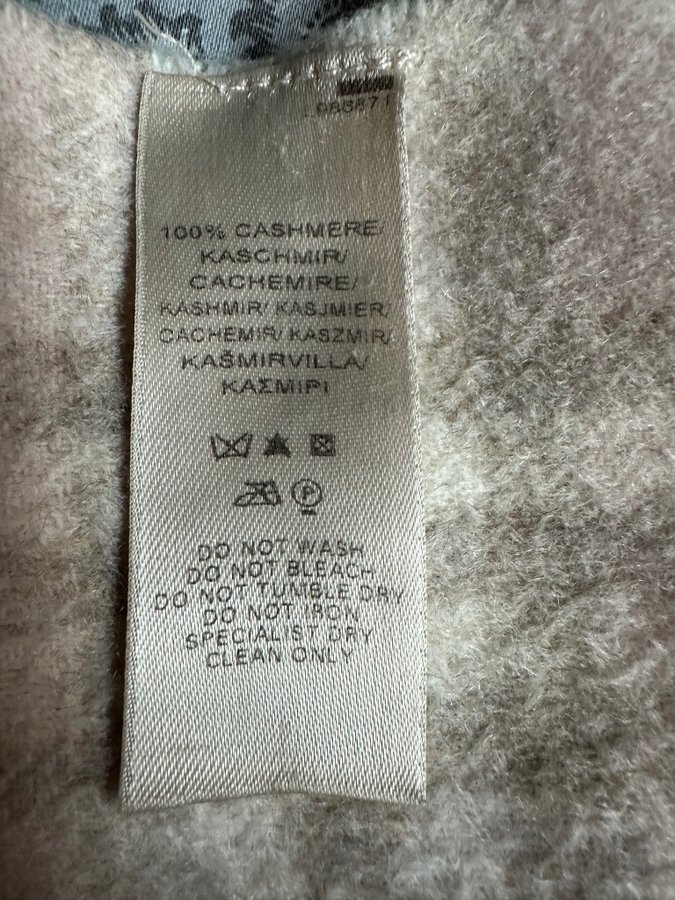 100% CASHMERE/
KASCHMIR/
CACHEMIRE/
KASHMIR/ KASJMIER/
CACHEMIR/ KASZMIR/
KAŠMIRVILLA/
ΚΑΣΜΙΡΙ
P
DO NOT WASH
DO NOT BLEACH
DO NOT TUMBLE DRY
DO NOT IRON
SPECIALIST DRY
CLEAN ONLY